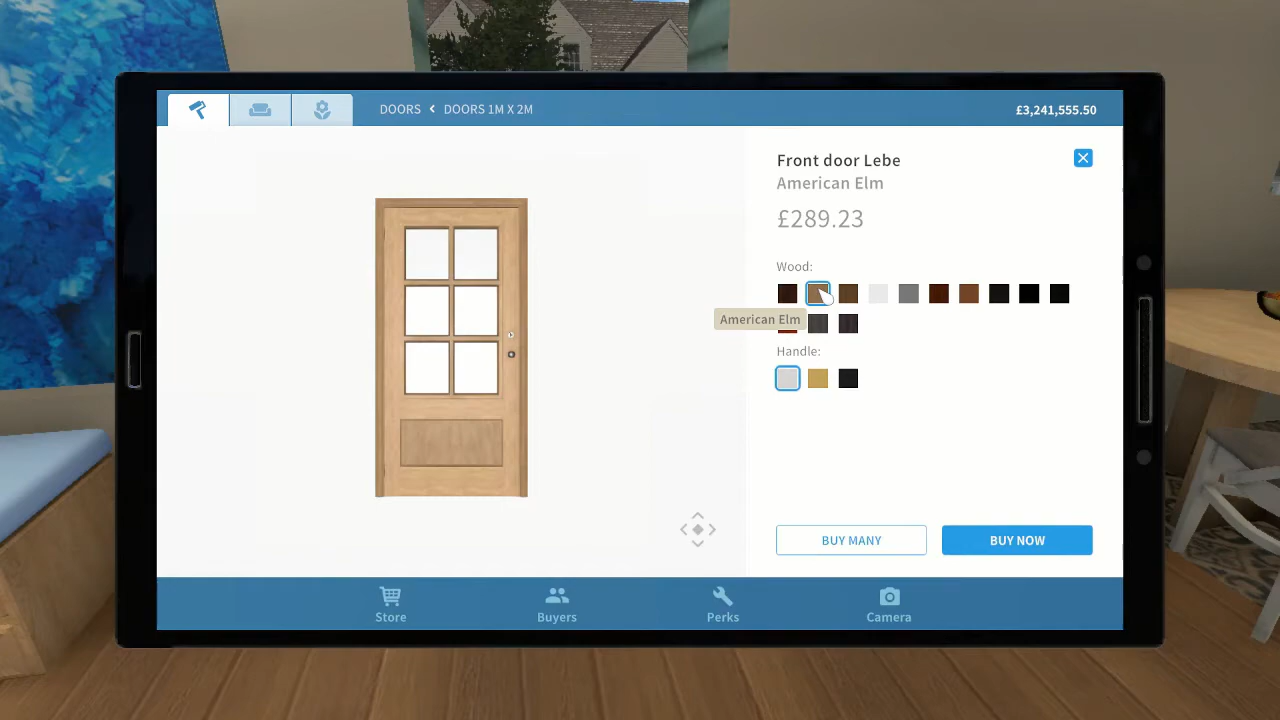 DOORS < DOORS 1M X 2M
£3,241,555.50
Front door Lebe
American Elm
£289.23
Wood:
American Elm
Handle:
BUY MANY
BUY NOW
Store
Buyers
Perks
Camera